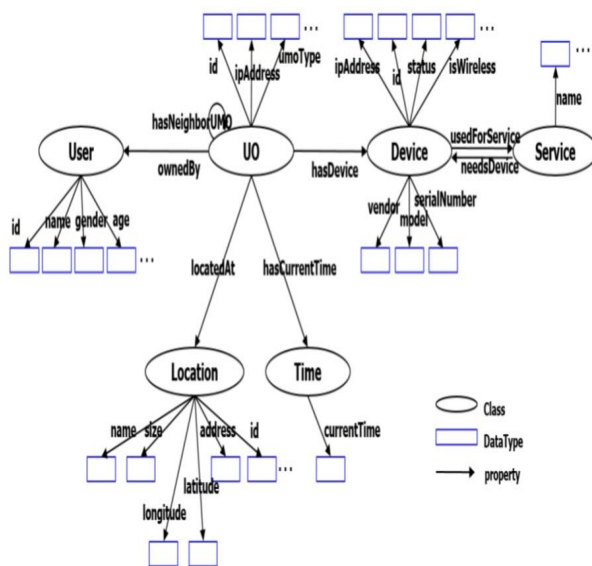 id
ipAddress
umoType
...
ipAddress
id
status
isWireless
...
...
name
hasNeighborUMO
User
UO
Device
Service
ownedBy
hasDevice
usedForService
needsDevice
id
name
gender
age
...
vendor
model
serialNumber
locatedAt
hasCurrentTime
Location
Time
name
size
address
id
...
currentTime
longitude
latitude
Class
DataType
property